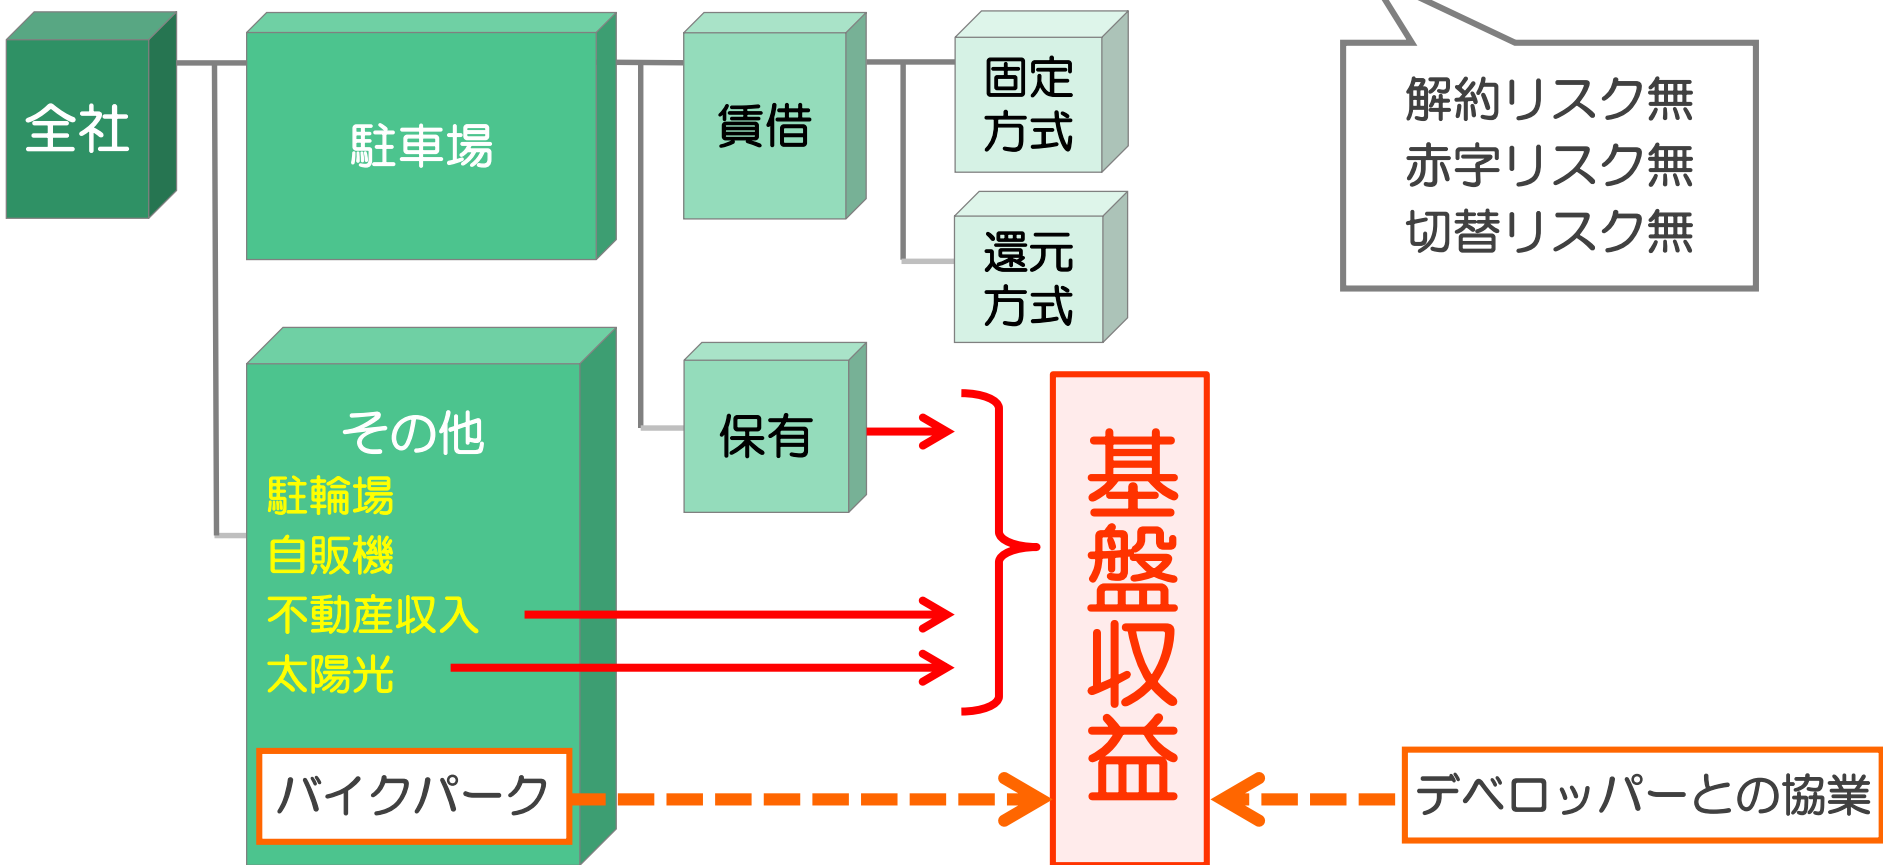 全社
駐車場
賃借
固定
方式
還元
方式
保有
その他
駐輪場
自販機
不動産収入
太陽光
バイクパーク
基盤収益
解約リスク無
赤字リスク無
切替リスク無
デベロッパーとの協業